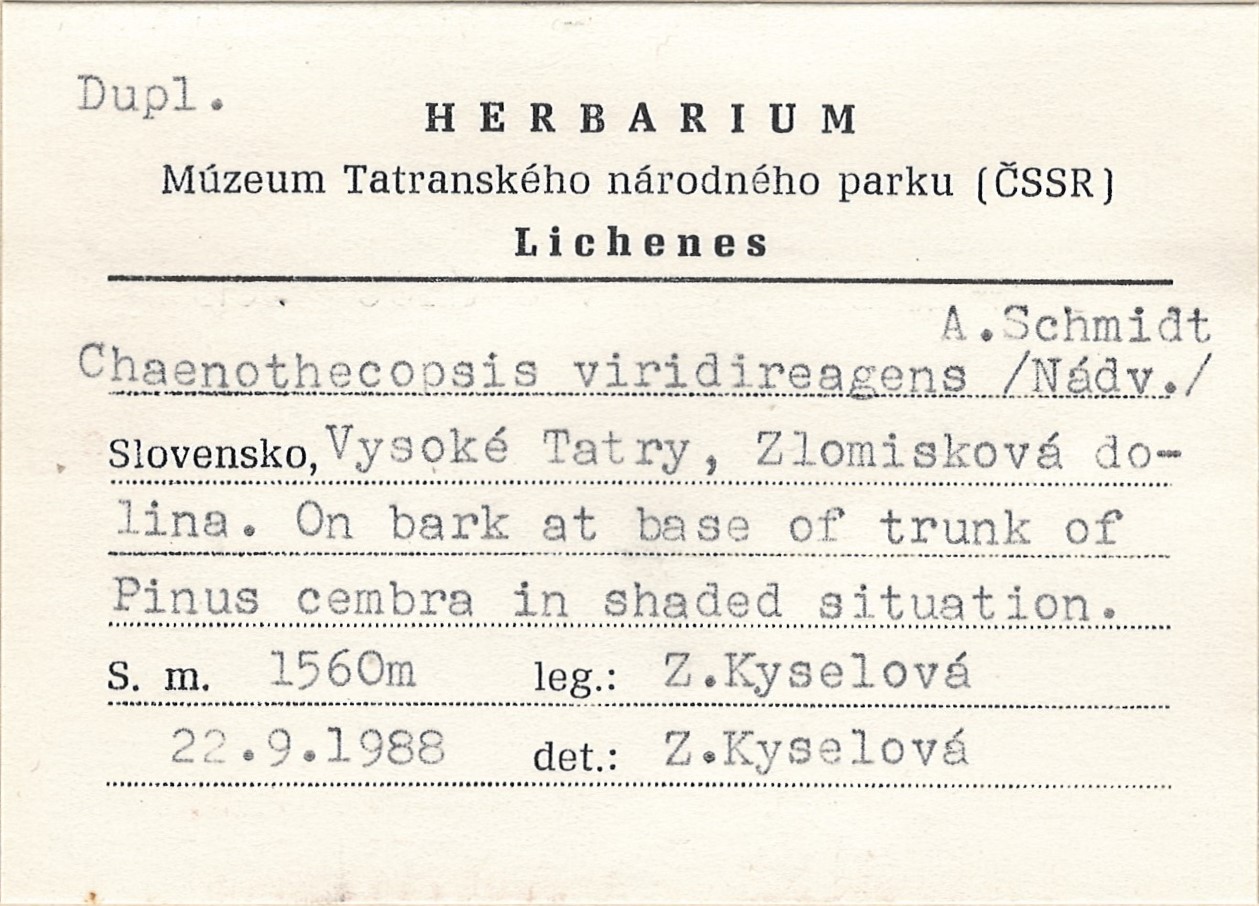 Dupl.
HERBARIUM
Múzeum Tatranského národného parku (ČSSR)
Lichenes
A.Schmidt
Chaenothecopsis viridireagens /Nádv./
Slovensko, Vysoké Tatry, Zlomisková do-
lina. On bark at base of trunk of
Pinus cembra in shaded situation.
S. m. 1560m leg.: Z.Kyselová
22.9.1988 det.: Z.Kyselová